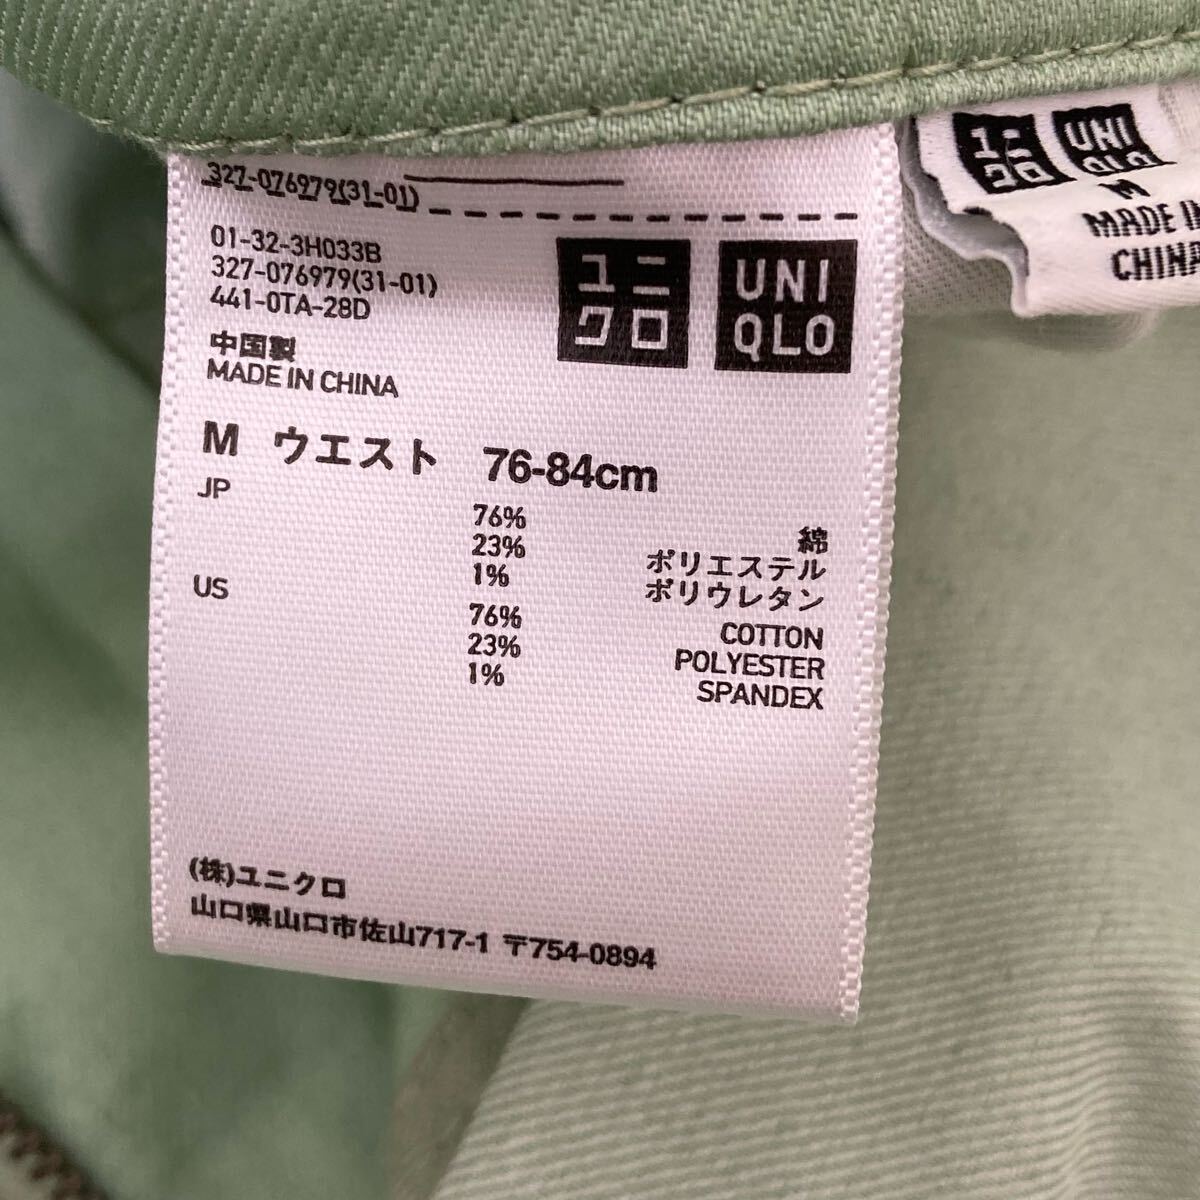 327-076979(31-01)
01-32-3H033B
327-076979(31-01)
441-0TA-28D
中国製
MADE IN CHINA
ユニ
クロ
UNI
QLO
M ウエスト 76-84cm
JP
76% 綿
23% ポリエステル
1% ポリウレタン
US
76% COTTON
23% POLYESTER
1% SPANDEX
(株)ユニクロ
山口県山口市佐山717-1 〒754-0894
ユニ
クロ
UNI
QLO
M
MADE IN
CHINA